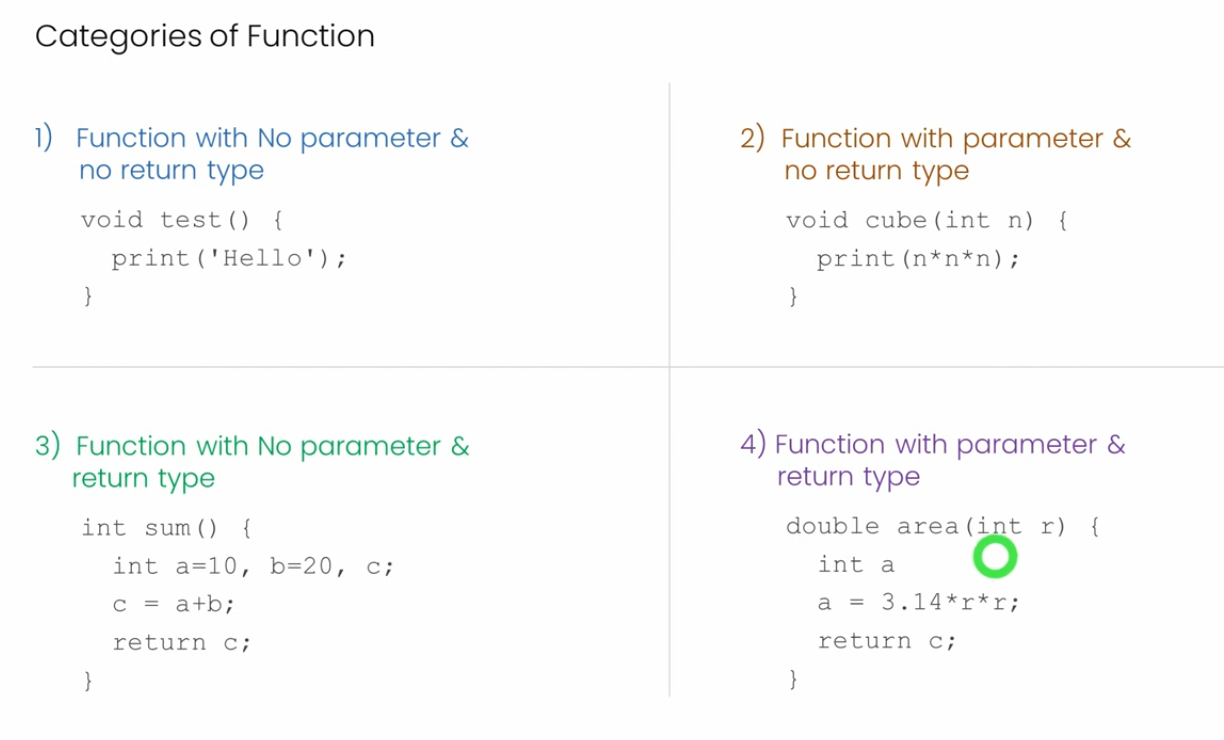 Categories of Function
1) Function with No parameter &
no return type
void test() {
print('Hello');
}
2) Function with parameter &
no return type
void cube(int n) {
print(n*n*n);
}
3) Function with No parameter &
return type
int sum() {
int a=10, b=20, c;
c = a+b;
return c;
}
4) Function with parameter &
return type
double area(int r) {
int a
a = 3.14*r*r;
return c;
}